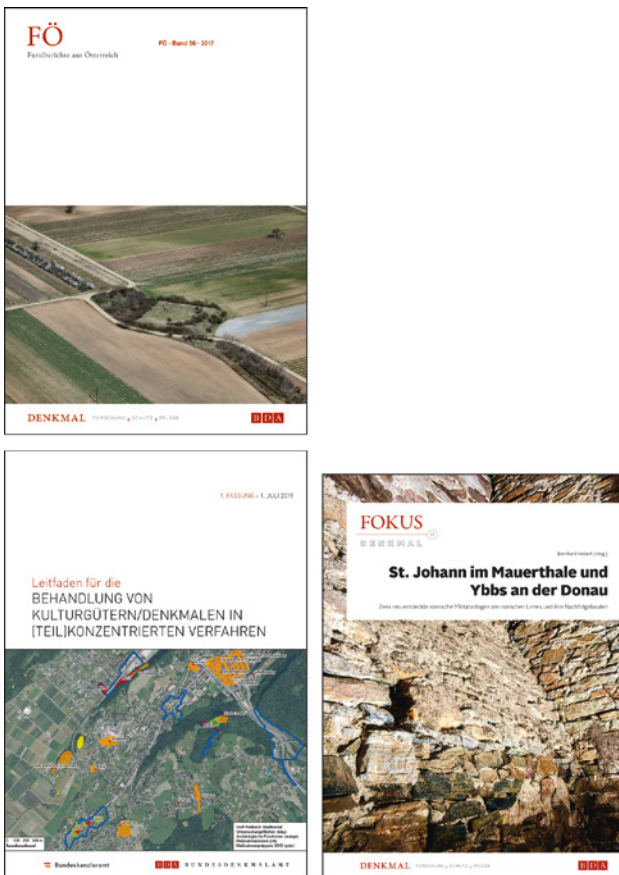 FÖ
Fundberichte aus Österreich
FÖ - Band 56 - 2017
DENKMAL FORSCHUNG SCHUTZ PFLEGE
BDA
1. FASSUNG – 1. JULI 2019
Leitfaden für die
BEHANDLUNG VON
KULTURGÜTERN/DENKMALEN IN
(TEIL)KONZENTRIERTEN VERFAHREN
Bundeskanzleramt
BDA BUNDESDENKMALAMT
FOKUS
DENKMAL
Bernhard Hebert (Hrsg.)
St. Johann im Mauerthale und
Ybbs an der Donau
Zwei neu entdeckte römische Militäranlagen am norischen Limes und ihre Nachfolgebauten
DENKMAL FORSCHUNG SCHUTZ PFLEGE
BDA